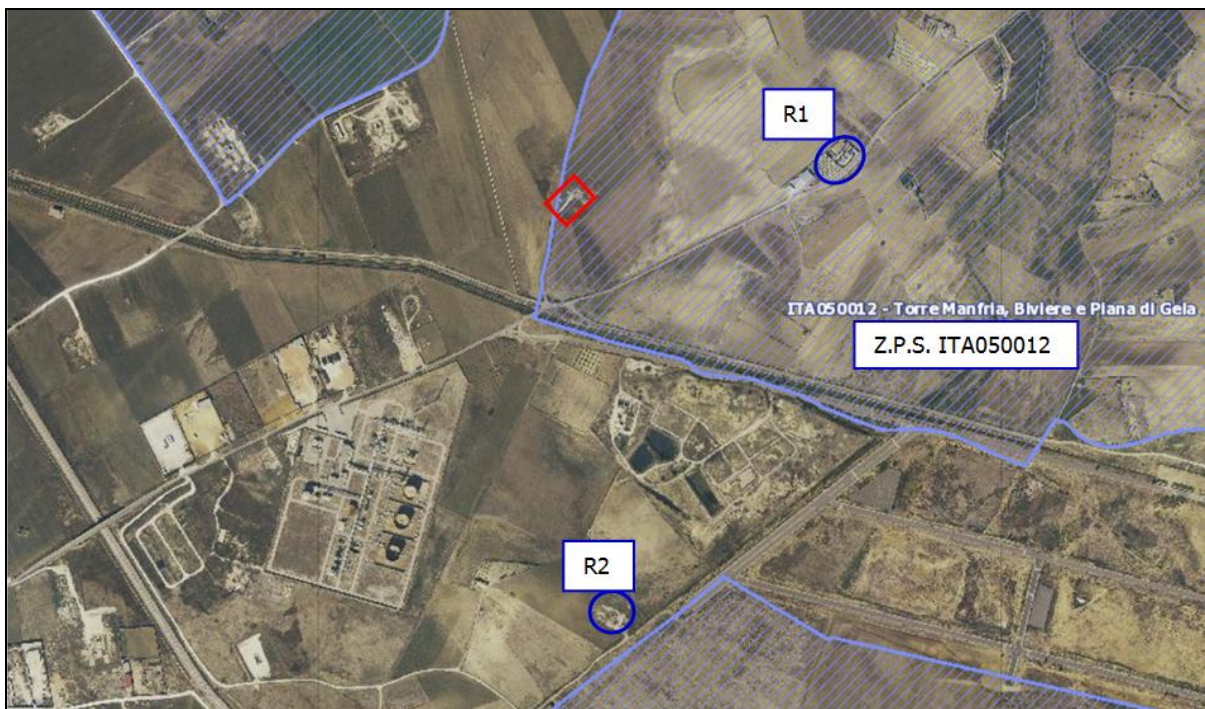 R1
ITA050012 - Torre Manfria, Biviere e Piana di Gela
Z.P.S. ITA050012
R2